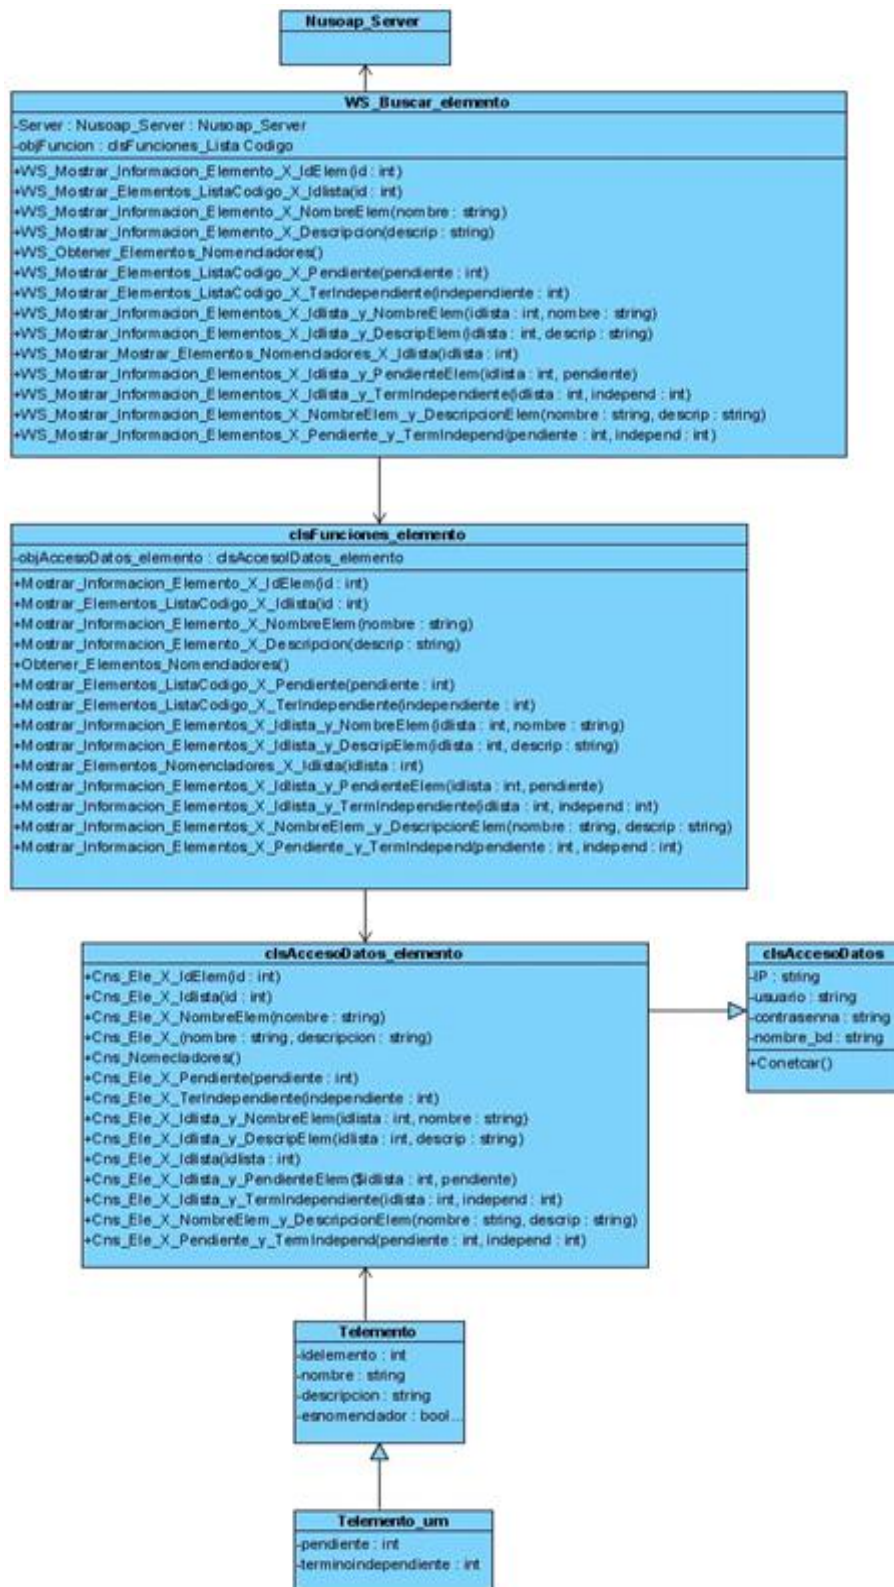 Nusoap_Server
WS_Buscar_elemento
-Server : Nusoap_Server : Nusoap_Server
-objFuncion : clsFunciones_Lista Codigo
+WS_Mostrar_Informacion_Elemento_X_IdElem(id : int)
+WS_Mostrar_Elementos_ListaCodigo_X_Idlista(id : int)
+WS_Mostrar_Informacion_Elemento_X_NombreElem(nombre : string)
+WS_Mostrar_Informacion_Elemento_X_Descripcion(descrip : string)
+WS_Obtener_Elementos_Nomencladores()
+WS_Mostrar_Elementos_ListaCodigo_X_Pendiente(pendiente : int)
+WS_Mostrar_Elementos_ListaCodigo_X_TerIndependiente(independiente : int)
+WS_Mostrar_Informacion_Elementos_X_Idlista_y_NombreElem(idlista : int, nombre : string)
+WS_Mostrar_Informacion_Elementos_X_Idlista_y_DescripElem(idlista : int, descrip : string)
+WS_Mostrar_Mostrar_Elementos_Nomencladores_X_Idlista(idlista : int)
+WS_Mostrar_Informacion_Elementos_X_Idlista_y_PendienteElem(idlista : int, pendiente)
+WS_Mostrar_Informacion_Elementos_X_Idlista_y_TermIndependiente(idlista : int, independ : int)
+WS_Mostrar_Informacion_Elementos_X_NombreElem_y_DescripcionElem(nombre : string, descrip : string)
+WS_Mostrar_Informacion_Elementos_X_Pendiente_y_TermIndepend(pendiente : int, independ : int)
clsFunciones_elemento
-objAccesoDatos_elemento : clsAccesolDatos_elemento
+Mostrar_Informacion_Elemento_X_IdElem(id : int)
+Mostrar_Elementos_ListaCodigo_X_Idlista(id : int)
+Mostrar_Informacion_Elemento_X_NombreElem(nombre : string)
+Mostrar_Informacion_Elemento_X_Descripcion(descrip : string)
+Obtener_Elementos_Nomencladores()
+Mostrar_Elementos_ListaCodigo_X_Pendiente(pendiente : int)
+Mostrar_Elementos_ListaCodigo_X_TerIndependiente(independiente : int)
+Mostrar_Informacion_Elementos_X_Idlista_y_NombreElem(idlista : int, nombre : string)
+Mostrar_Informacion_Elementos_X_Idlista_y_DescripElem(idlista : int, descrip : string)
+Mostrar_Elementos_Nomencladores_X_Idlista(idlista : int)
+Mostrar_Informacion_Elementos_X_Idlista_y_PendienteElem(idlista : int, pendiente)
+Mostrar_Informacion_Elementos_X_Idlista_y_TermIndependiente(idlista : int, independ : int)
+Mostrar_Informacion_Elementos_X_NombreElem_y_DescripcionElem(nombre : string, descrip : string)
+Mostrar_Informacion_Elementos_X_Pendiente_y_TermIndepend(pendiente : int, independ : int)
clsAccesoDatos_elemento
+Cns_Ele_X_IdElem(id : int)
+Cns_Ele_X_Idlista(id : int)
+Cns_Ele_X_NombreElem(nombre : string)
+Cns_Ele_X_(nombre : string, descripcion : string)
+Cns_Nomecladores()
+Cns_Ele_X_Pendiente(pendiente : int)
+Cns_Ele_X_TerIndependiente(independiente : int)
+Cns_Ele_X_Idlista_y_NombreElem(idlista : int, nombre : string)
+Cns_Ele_X_Idlista_y_DescripElem(idlista : int, descrip : string)
+Cns_Ele_X_Idlista(idlista : int)
+Cns_Ele_X_Idlista_y_PendienteElem($idlista : int, pendiente)
+Cns_Ele_X_Idlista_y_TermIndependiente(idlista : int, independ : int)
+Cns_Ele_X_NombreElem_y_DescripcionElem(nombre : string, descrip : string)
+Cns_Ele_X_Pendiente_y_TermIndepend(pendiente : int, independ : int)
clsAccesoDatos
-IP : string
-usuario : string
-contrasenna : string
-nombre_bd : string
+Conetcar()
Telemento
-idelemento : int
-nombre : string
-descripcion : string
-esnomenclador : bool...
Telemento_um
-pendiente : int
-terminoindependiente : int